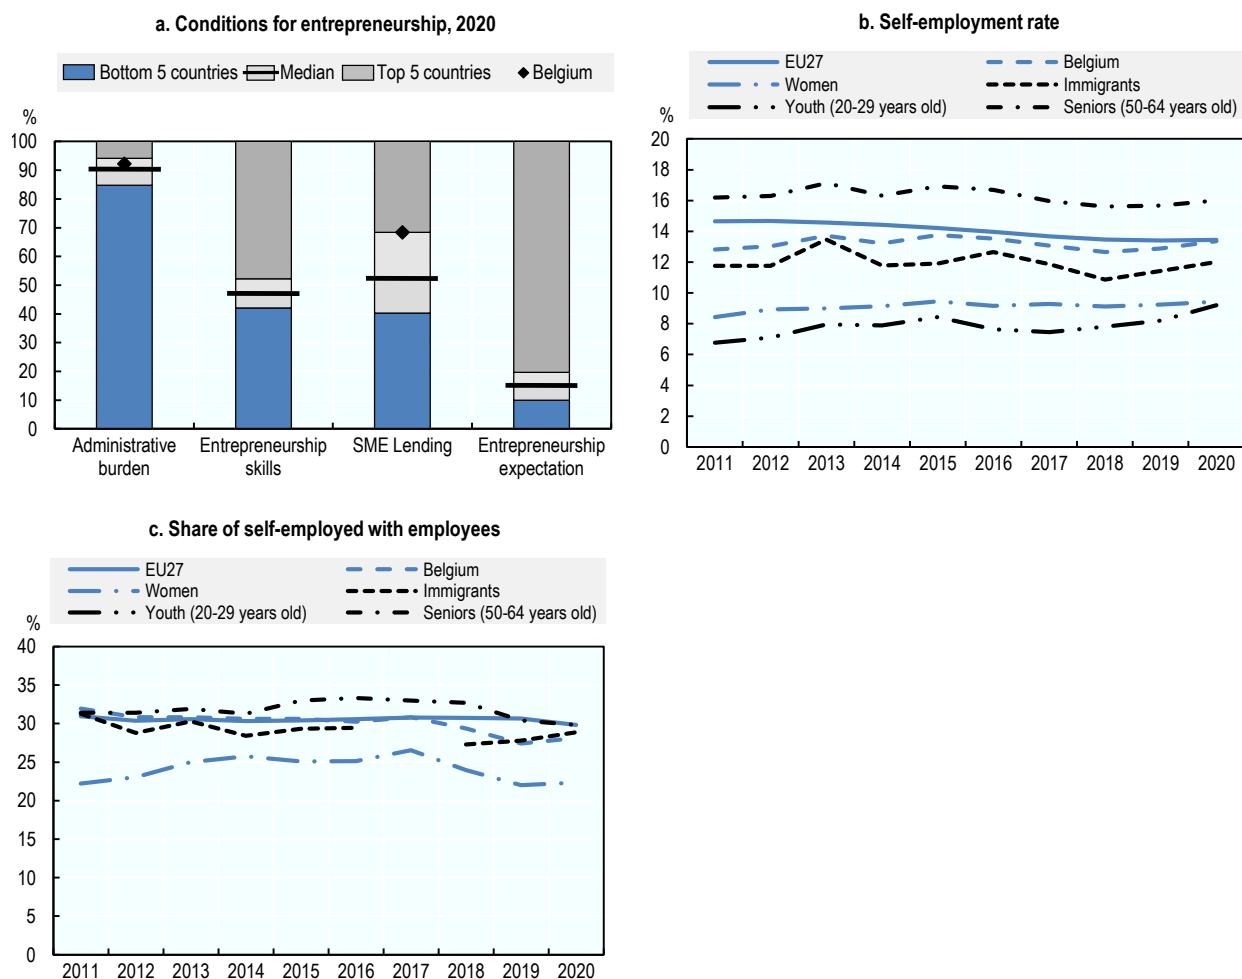 a. Conditions for entrepreneurship, 2020
Bottom 5 countries Median Top 5 countries Belgium
%
100
90
80
70
60
50
40
30
20
10
0
Administrative burden
Entrepreneurship skills
SME Lending
Entrepreneurship expectation
b. Self-employment rate
EU27 Belgium
Women Immigrants
Youth (20-29 years old) Seniors (50-64 years old)
%
20
18
16
14
12
10
8
6
4
2
0
2011 2012 2013 2014 2015 2016 2017 2018 2019 2020
c. Share of self-employed with employees
EU27 Belgium
Women Immigrants
Youth (20-29 years old) Seniors (50-64 years old)
%
40
35
30
25
20
15
10
5
0
2011 2012 2013 2014 2015 2016 2017 2018 2019 2020